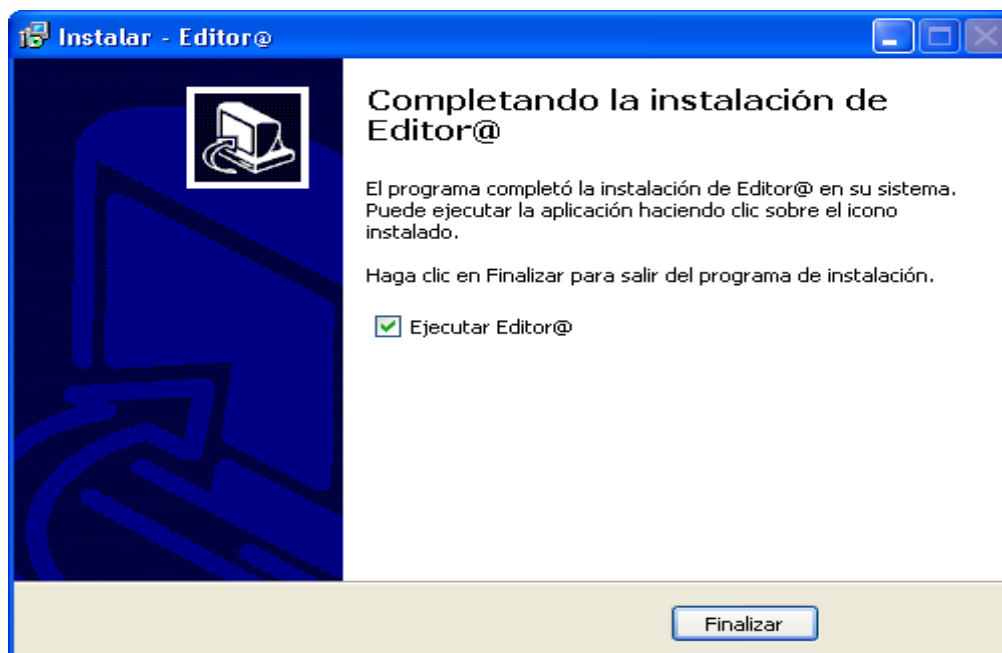 Instalar - Editor@
Completando la instalación de
Editor@
El programa completó la instalación de Editor@ en su sistema.
Puede ejecutar la aplicación haciendo clic sobre el icono
instalado.
Haga clic en Finalizar para salir del programa de instalación.
Ejecutar Editor@
Finalizar